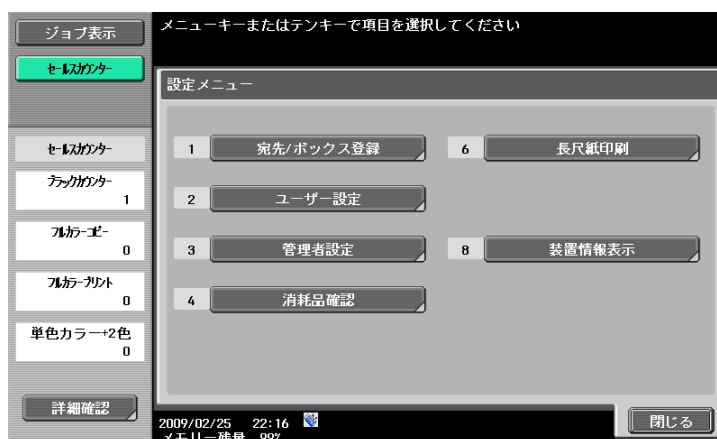 ジョブ表示
メニューキーまたはテンキーで項目を選択してください
セールスカウンター
設定メニュー
セールスカウンター
ブラックカウンター
1
フルカラーコピー
0
フルカラープリント
0
単色カラー+2色
0
詳細確認
1 宛先/ボックス登録
2 ユーザー設定
3 管理者設定
4 消耗品確認
6 長尺紙印刷
8 装置情報表示
2009/02/25 22:16
メモリー残量 99%
閉じる